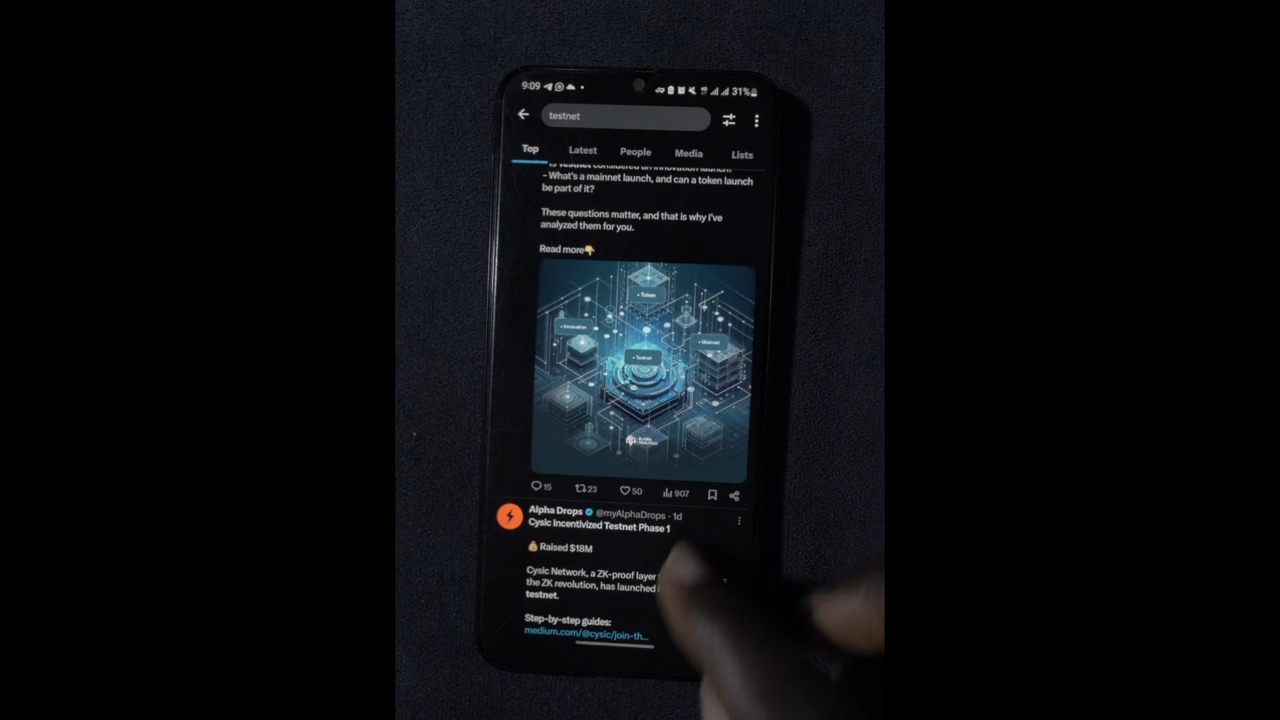 9:09
31%
testnet
Top Latest People Media Lists
- What's a mainnet launch, and can a token launch
be part of it?
These questions matter, and that is why I've
analyzed them for you.
Read more👇
• Token
• Innovation
• Mainnet
• Testnet
15 23 50 907
Alpha Drops @myAlphaDrops · 1d
Cysic Incentivized Testnet Phase 1
💰 Raised $18M
Cysic Network, a ZK-proof layer
the ZK revolution, has launched
testnet.
Step-by-step guides:
medium.com/@cysic/join-th...